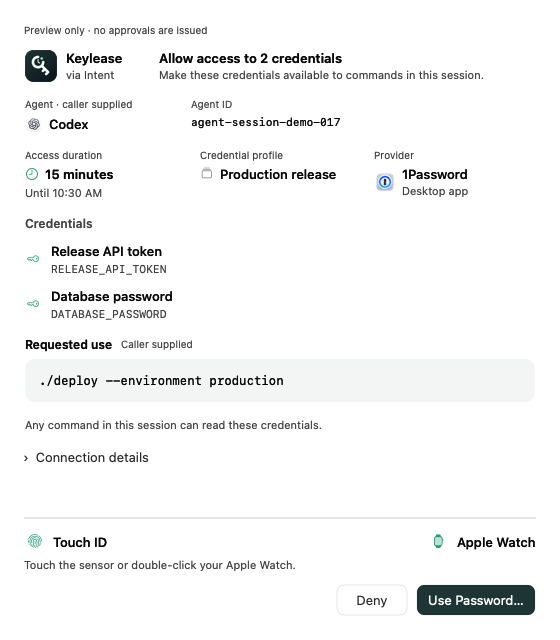 Preview only · no approvals are issued
Keylease
via Intent
Allow access to 2 credentials
Make these credentials available to commands in this session.
Agent · caller supplied
Codex
Agent ID
agent-session-demo-017
Access duration
15 minutes
Until 10:30 AM
Credential profile
Production release
Provider
1Password
Desktop app
Credentials
Release API token
RELEASE_API_TOKEN
Database password
DATABASE_PASSWORD
Requested use Caller supplied
./deploy --environment production
Any command in this session can read these credentials.
› Connection details
Touch ID
Apple Watch
Touch the sensor or double-click your Apple Watch.
Deny
Use Password...